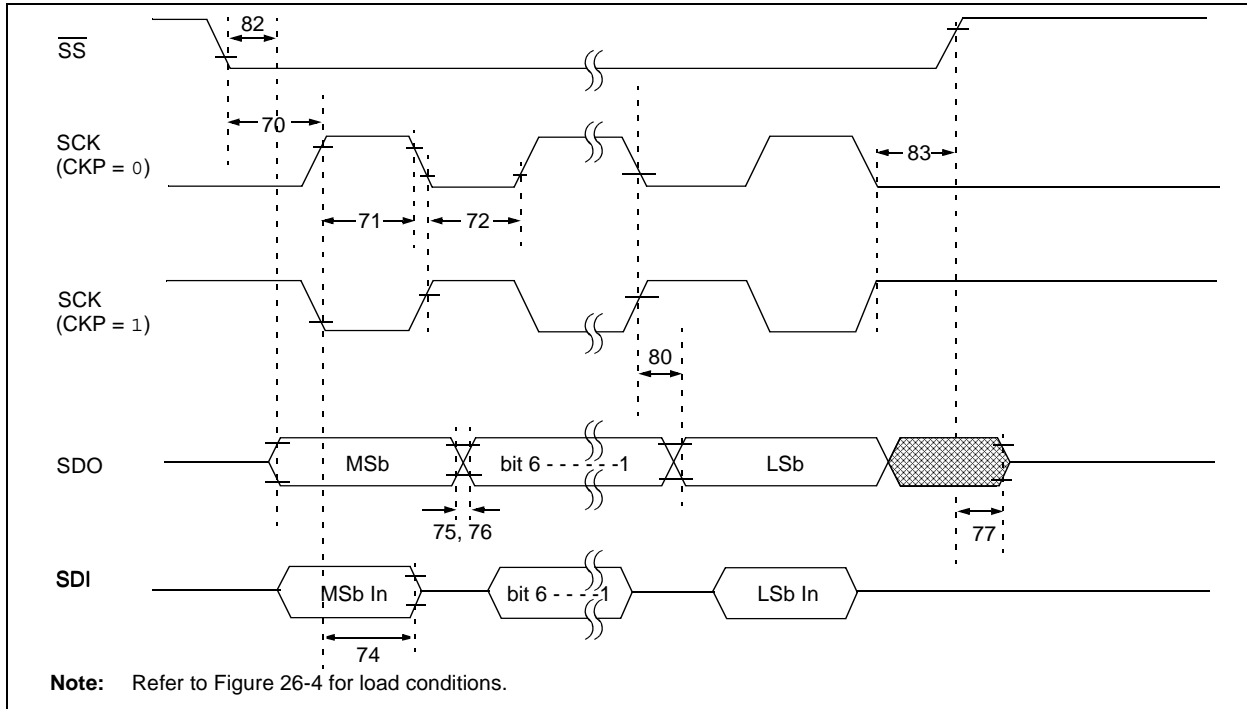 82
SS
70
SCK
(CKP = 0)
83
71
72
SCK
(CKP = 1)
80
SDO
MSb
bit 6 - - - - - -1
LSb
75, 76
77
SDI
MSb In
bit 6 - - - -1
LSb In
74
Note: Refer to Figure 26-4 for load conditions.